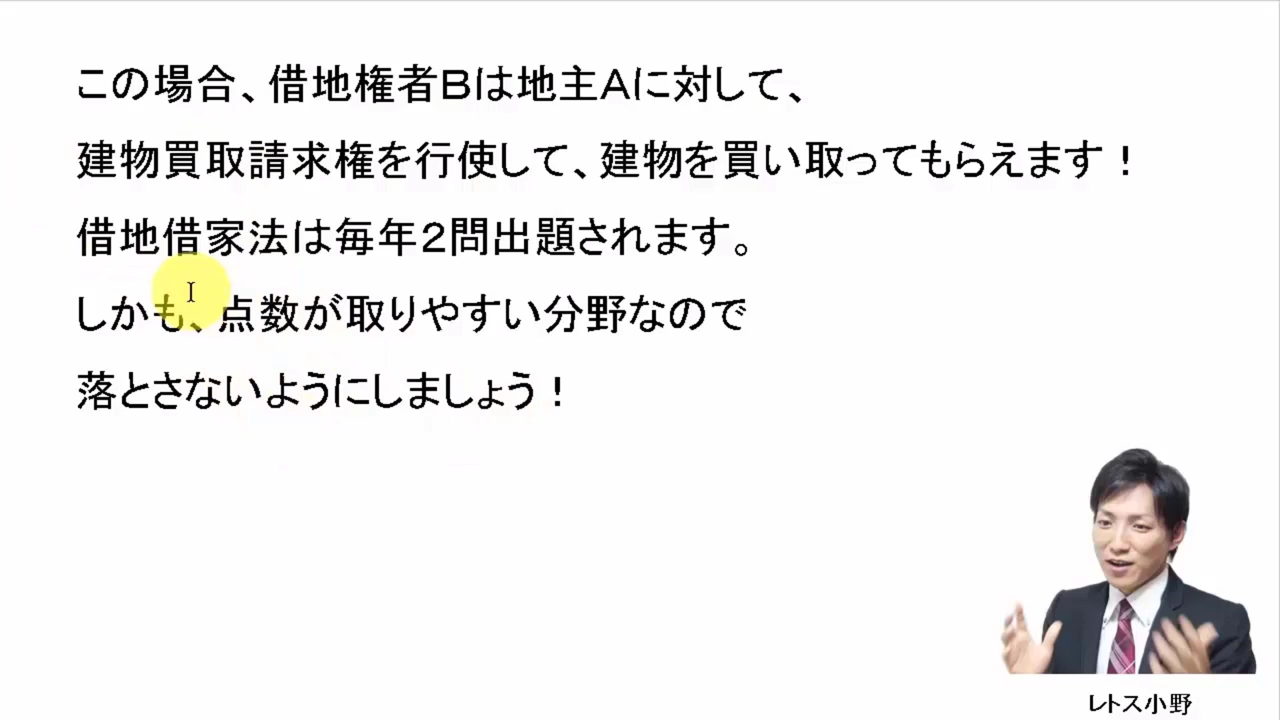 この場合、借地権者Bは地主Aに対して、
建物買取請求権を行使して、建物を買い取ってもらえます！
借地借家法は毎年２問出題されます。
しかも、点数が取りやすい分野なので
落とさないようにしましょう！
レトス小野